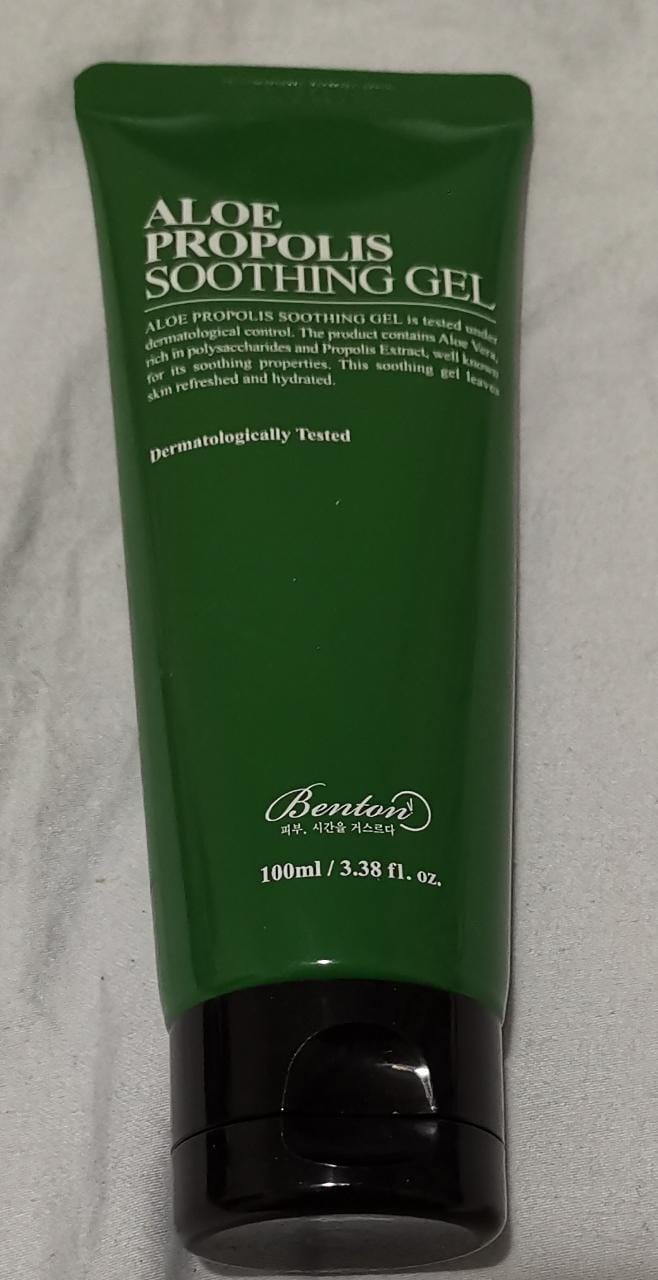 ALOE
PROPOLIS
SOOTHING GEL
ALOE PROPOLIS SOOTHING GEL is tested under
dermatological control. The product contains Aloe Vera,
rich in polysaccharides and Propolis Extract, well known
for its soothing properties. This soothing gel leaves
skin refreshed and hydrated.
Dermatologically Tested
Benton
피부, 시간을 거스르다
100ml / 3.38 fl. oz.